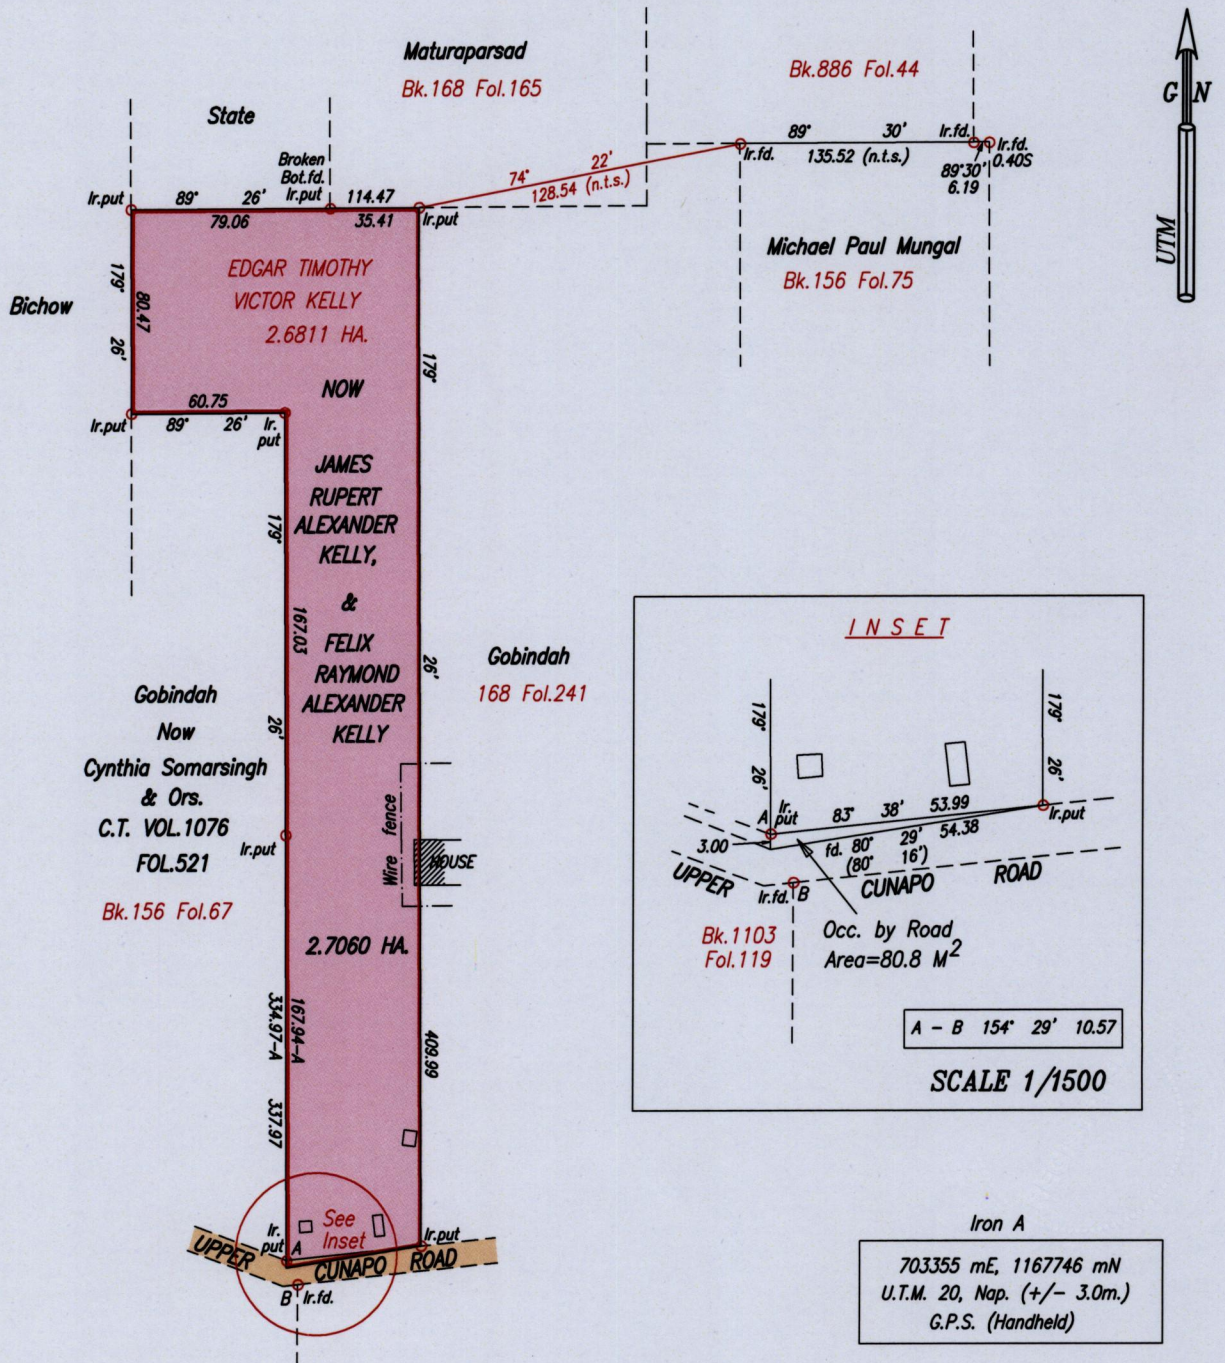 Maturaparsad
Bk.168 Fol.165
Bk.886 Fol.44
G N
UTM
State
Broken
Bot.fd.
Ir.put
Ir.put
89° 26'
79.06
114.47
35.41
Ir.put
74° 22'
128.54 (n.t.s.)
Ir.fd.
89° 30'
135.52 (n.t.s.)
Ir.fd.
Ir.fd.
0.40S
89°30'
6.19
Michael Paul Mungal
Bk.156 Fol.75
Bichow
179° 26'
80.47
EDGAR TIMOTHY
VICTOR KELLY
2.6811 HA.
NOW
60.75
89° 26'
Ir.put
Ir.
put
JAMES
RUPERT
ALEXANDER
KELLY,
&
FELIX
RAYMOND
ALEXANDER
KELLY
179° 26'
167.03
179° 26'
409.99
Gobindah
168 Fol.241
Gobindah
Now
Cynthia Somarsingh
& Ors.
C.T. VOL.1076
FOL.521
Bk.156 Fol.67
Ir.put
Wire fence
HOUSE
2.7060 HA.
334.97-A
167.94-A
337.97
See
Inset
Ir.
put
A
Ir.put
UPPER CUNAPO ROAD
B Ir.fd.
INSET
179° 26'
179° 26'
A
Ir.
put
83° 38' 53.99
Ir.put
3.00
fd. 80° 29' 54.38
(80° 16')
UPPER CUNAPO ROAD
Ir.fd. B
Bk.1103
Fol.119
Occ. by Road
Area=80.8 M2
A - B 154° 29' 10.57
SCALE 1/1500
Iron A
703355 mE, 1167746 mN
U.T.M. 20, Nap. (+/- 3.0m.)
G.P.S. (Handheld)